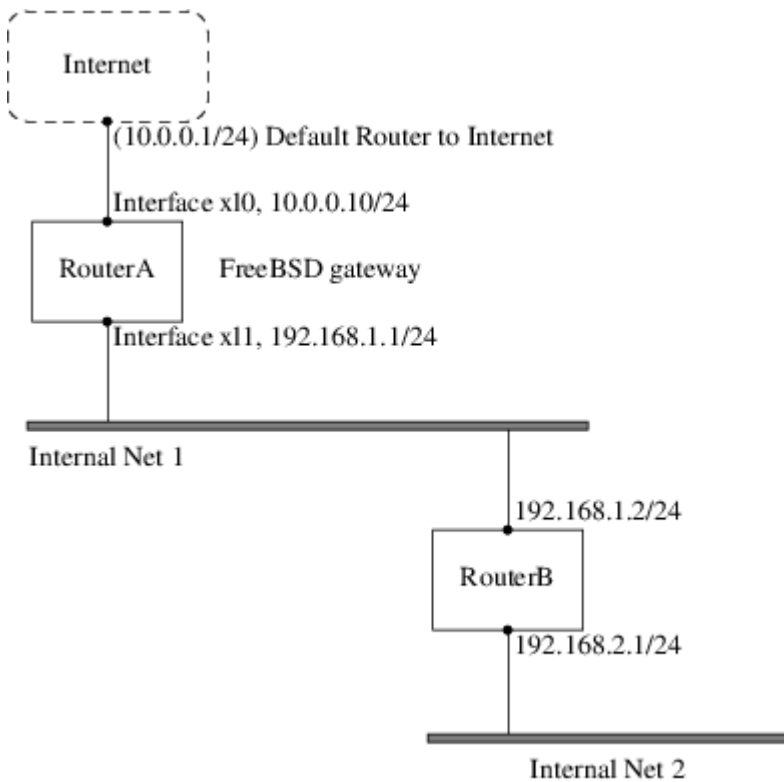 Internet
(10.0.0.1/24) Default Router to Internet
Interface xl0, 10.0.0.10/24
RouterA
FreeBSD gateway
Interface xl1, 192.168.1.1/24
Internal Net 1
192.168.1.2/24
RouterB
192.168.2.1/24
Internal Net 2